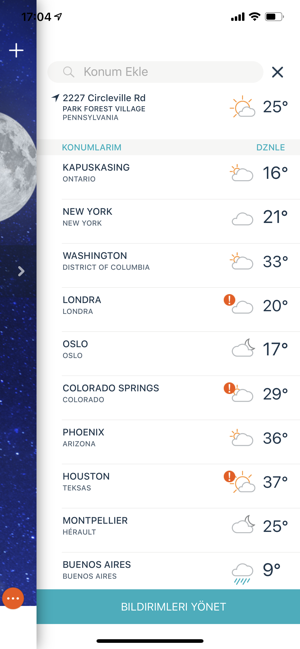 17:04
Konum Ekle
2227 Circleville Rd
PARK FOREST VILLAGE
PENNSYLVANIA
25°
KONUMLARIM
DZNLE
KAPUSKASING
ONTARIO
16°
NEW YORK
NEW YORK
21°
WASHINGTON
DISTRICT OF COLUMBIA
33°
LONDRA
LONDRA
20°
OSLO
OSLO
17°
COLORADO SPRINGS
COLORADO
29°
PHOENIX
ARIZONA
36°
HOUSTON
TEKSAS
37°
MONTPELLIER
HÉRAULT
25°
BUENOS AIRES
BUENOS AIRES
9°
BILDIRIMLERI YÖNET